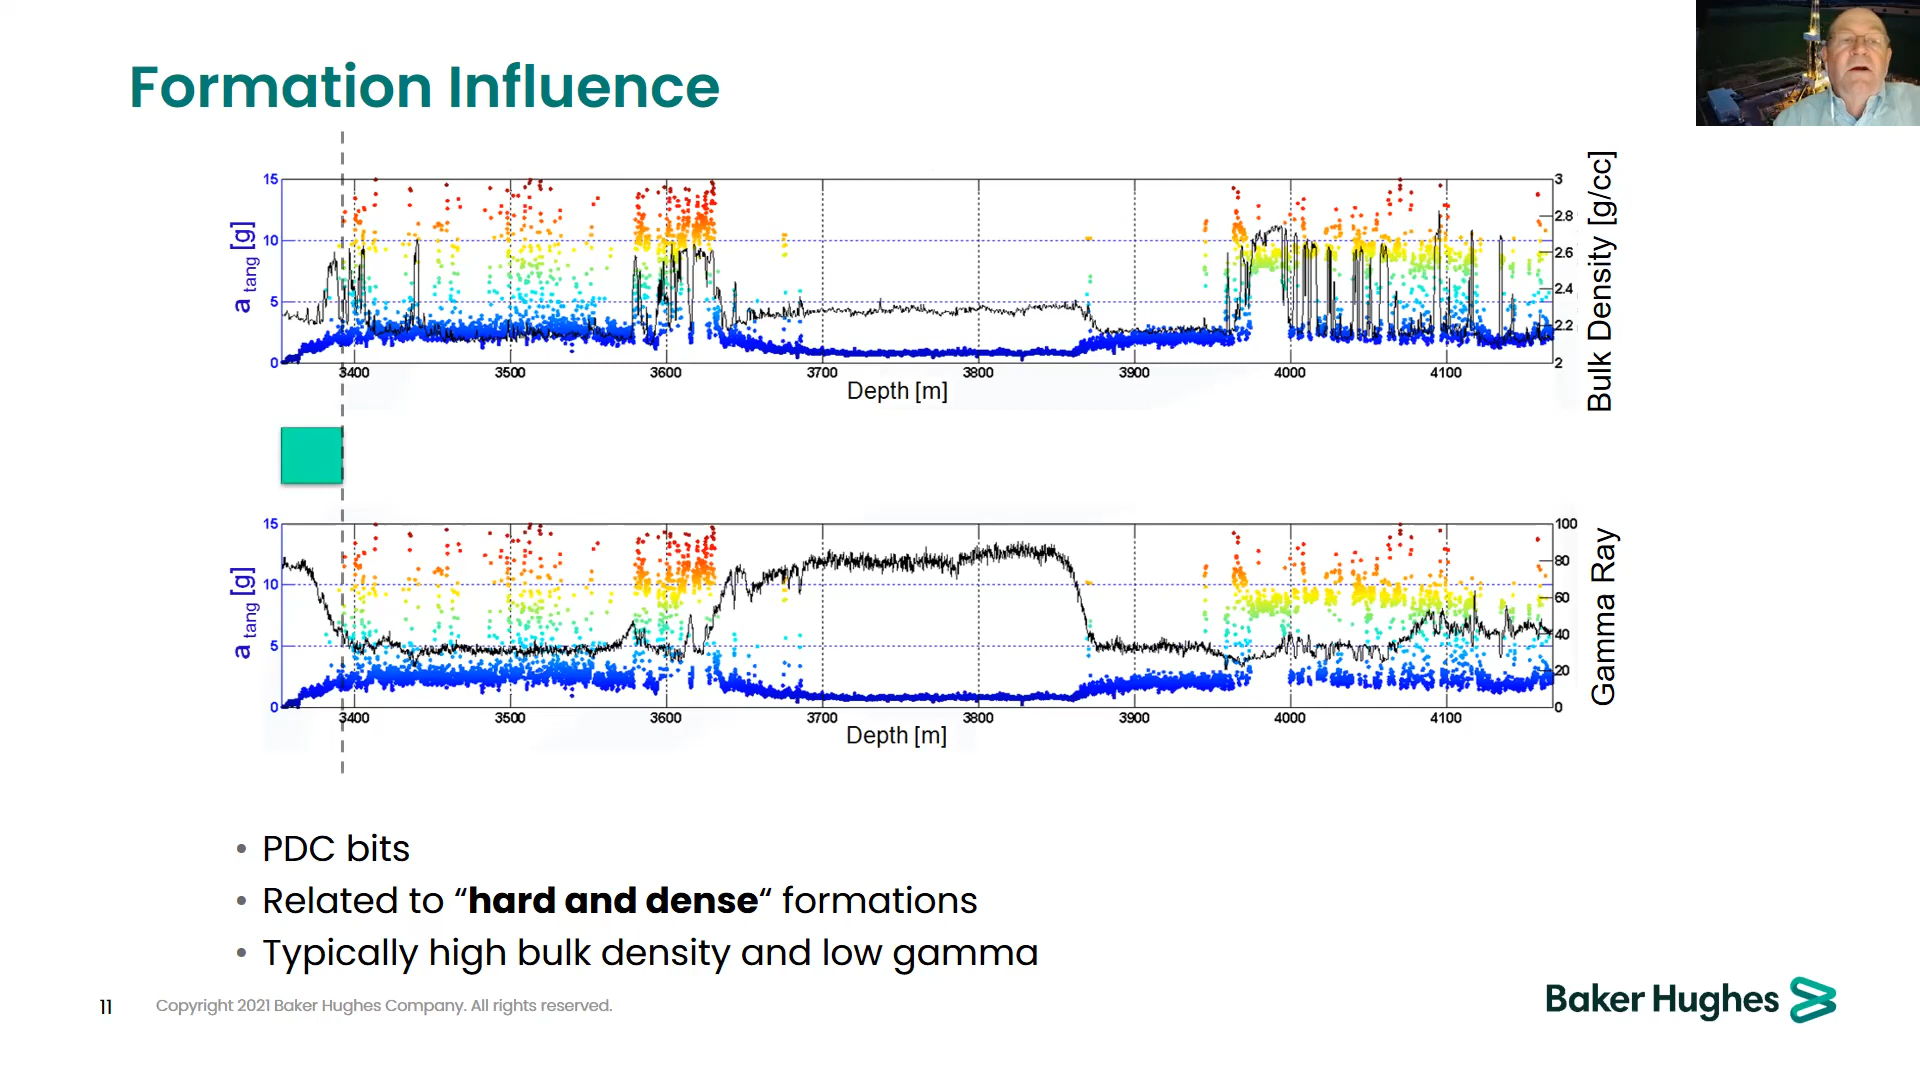 Formation Influence
15
10
5
0
a tang [g]
3
2.8
2.6
2.4
2.2
2
Bulk Density [g/cc]
3400 3500 3600 3700 3800 3900 4000 4100
Depth [m]
15
10
5
0
a tang [g]
100
80
60
40
20
0
Gamma Ray
3400 3500 3600 3700 3800 3900 4000 4100
Depth [m]
• PDC bits
• Related to “hard and dense“ formations
• Typically high bulk density and low gamma
11 Copyright 2021 Baker Hughes Company. All rights reserved.
Baker Hughes